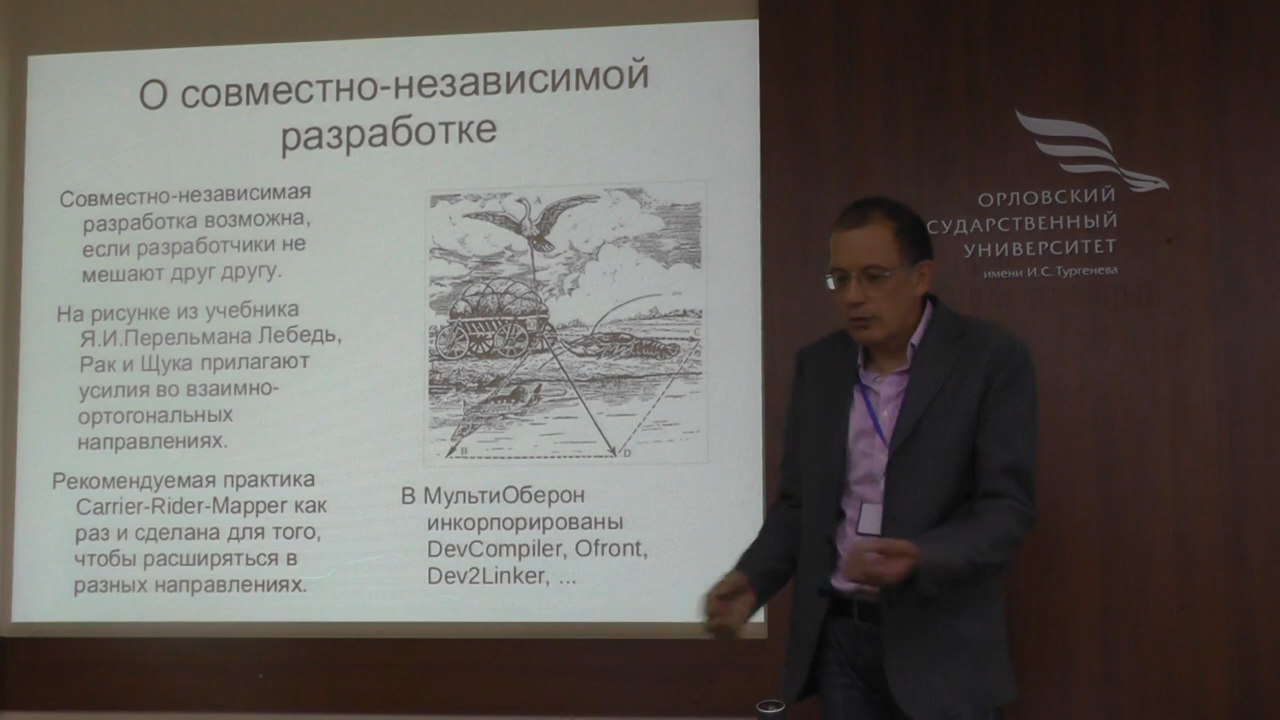 О совместно-независимой
разработке
Совместно-независимая
разработка возможна,
если разработчики не
мешают друг другу.
На рисунке из учебника
Я.И.Перельмана Лебедь,
Рак и Щука прилагают
усилия во взаимно-
ортогональных
направлениях.
Рекомендуемая практика
Carrier-Rider-Mapper как
раз и сделана для того,
чтобы расширяться в
разных направлениях.
A
C
B
D
В МультиОберон
инкорпорированы
DevCompiler, Ofront,
Dev2Linker, ...
ОРЛОВСКИЙ
СУДАРСТВЕННЫЙ
УНИВЕРСИТЕТ
имени И.С. Тургенева